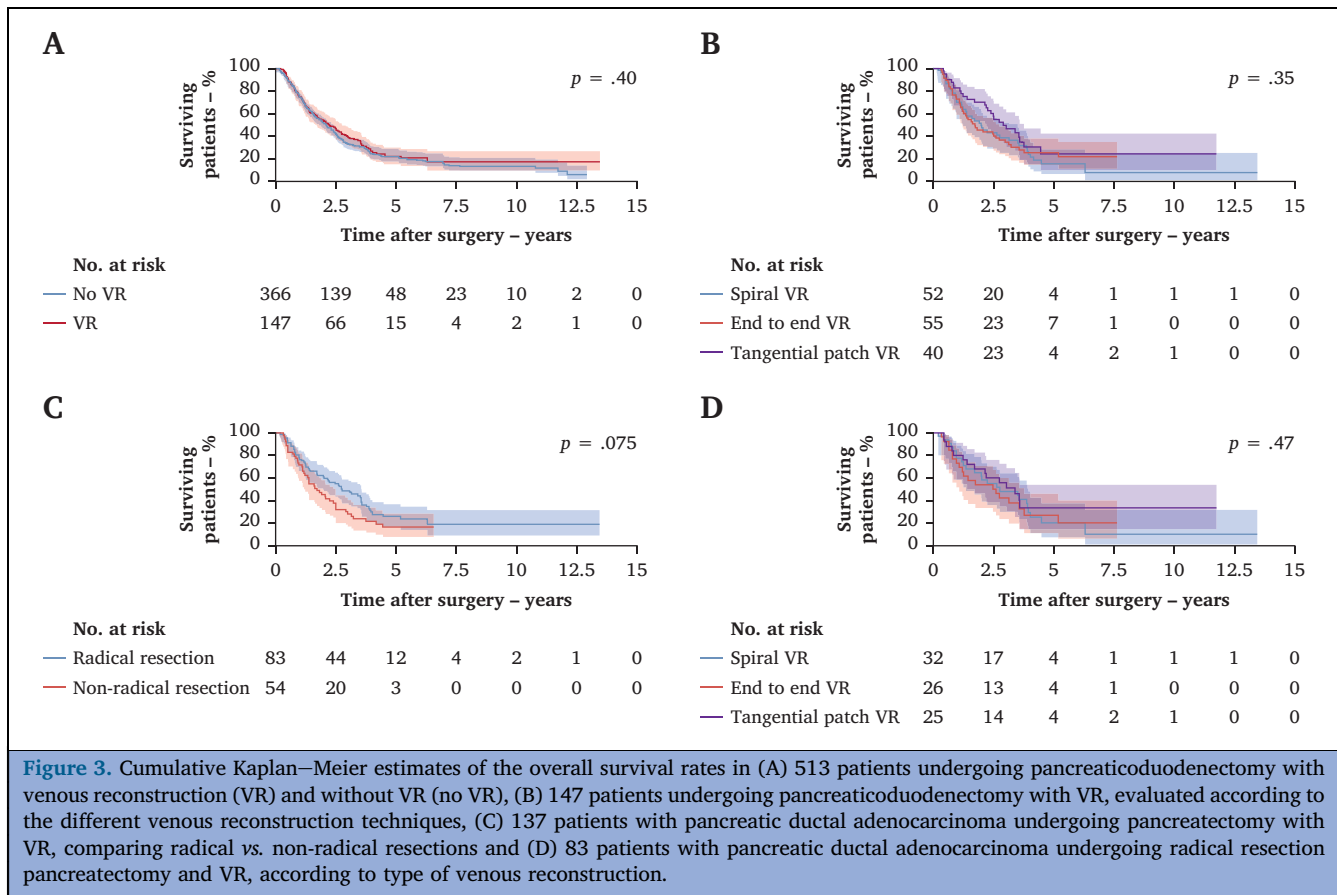 A
100
80
60
40
20
0
Surviving
patients – %
p = .40
0 2.5 5 7.5 10 12.5 15
Time after surgery – years
No. at risk
No VR 366 139 48 23 10 2 0
VR 147 66 15 4 2 1 0
B
100
80
60
40
20
0
Surviving
patients – %
p = .35
0 2.5 5 7.5 10 12.5 15
Time after surgery – years
No. at risk
Spiral VR 52 20 4 1 1 1 0
End to end VR 55 23 7 1 0 0 0
Tangential patch VR 40 23 4 2 1 0 0
C
100
80
60
40
20
0
Surviving
patients – %
p = .075
0 2.5 5 7.5 10 12.5 15
Time after surgery – years
No. at risk
Radical resection 83 44 12 4 2 1 0
Non-radical resection 54 20 3 0 0 0 0
D
100
80
60
40
20
0
Surviving
patients – %
p = .47
0 2.5 5 7.5 10 12.5 15
Time after surgery – years
No. at risk
Spiral VR 32 17 4 1 1 1 0
End to end VR 26 13 4 1 0 0 0
Tangential patch VR 25 14 4 2 1 0 0
Figure 3. Cumulative Kaplan—Meier estimates of the overall survival rates in (A) 513 patients undergoing pancreaticoduodenectomy with
venous reconstruction (VR) and without VR (no VR), (B) 147 patients undergoing pancreaticoduodenectomy with VR, evaluated according to
the different venous reconstruction techniques, (C) 137 patients with pancreatic ductal adenocarcinoma undergoing pancreatectomy with
VR, comparing radical vs. non-radical resections and (D) 83 patients with pancreatic ductal adenocarcinoma undergoing radical resection
pancreatectomy and VR, according to type of venous reconstruction.